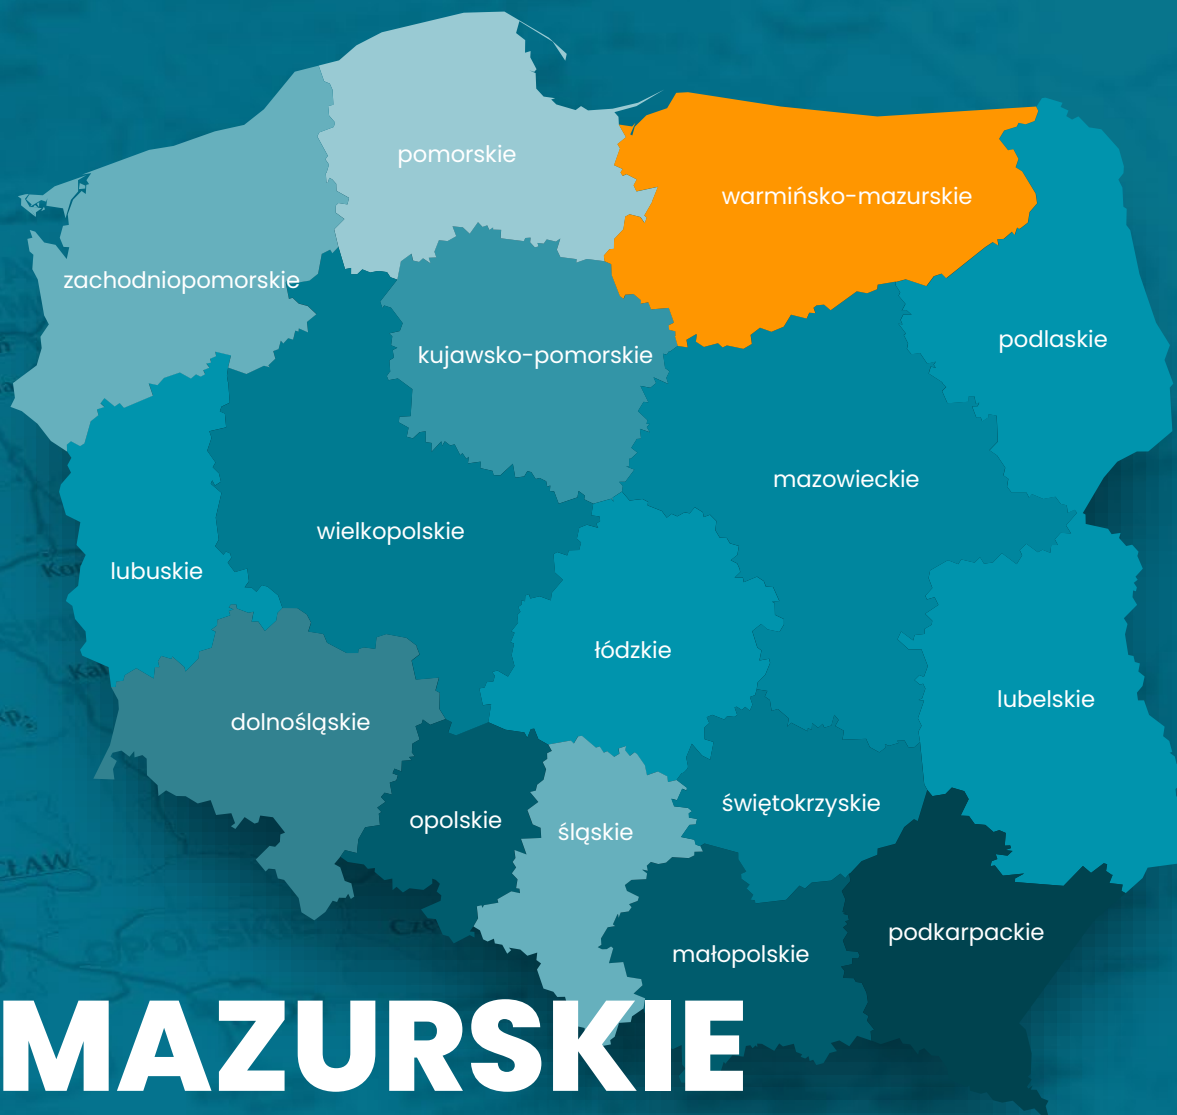 pomorskie
warmińsko-mazurskie
zachodniopomorskie
podlaskie
kujawsko-pomorskie
mazowieckie
wielkopolskie
lubuskie
łódzkie
lubelskie
dolnośląskie
świętokrzyskie
opolskie
śląskie
podkarpackie
małopolskie
OPOLSKIE
MAZURSKIE